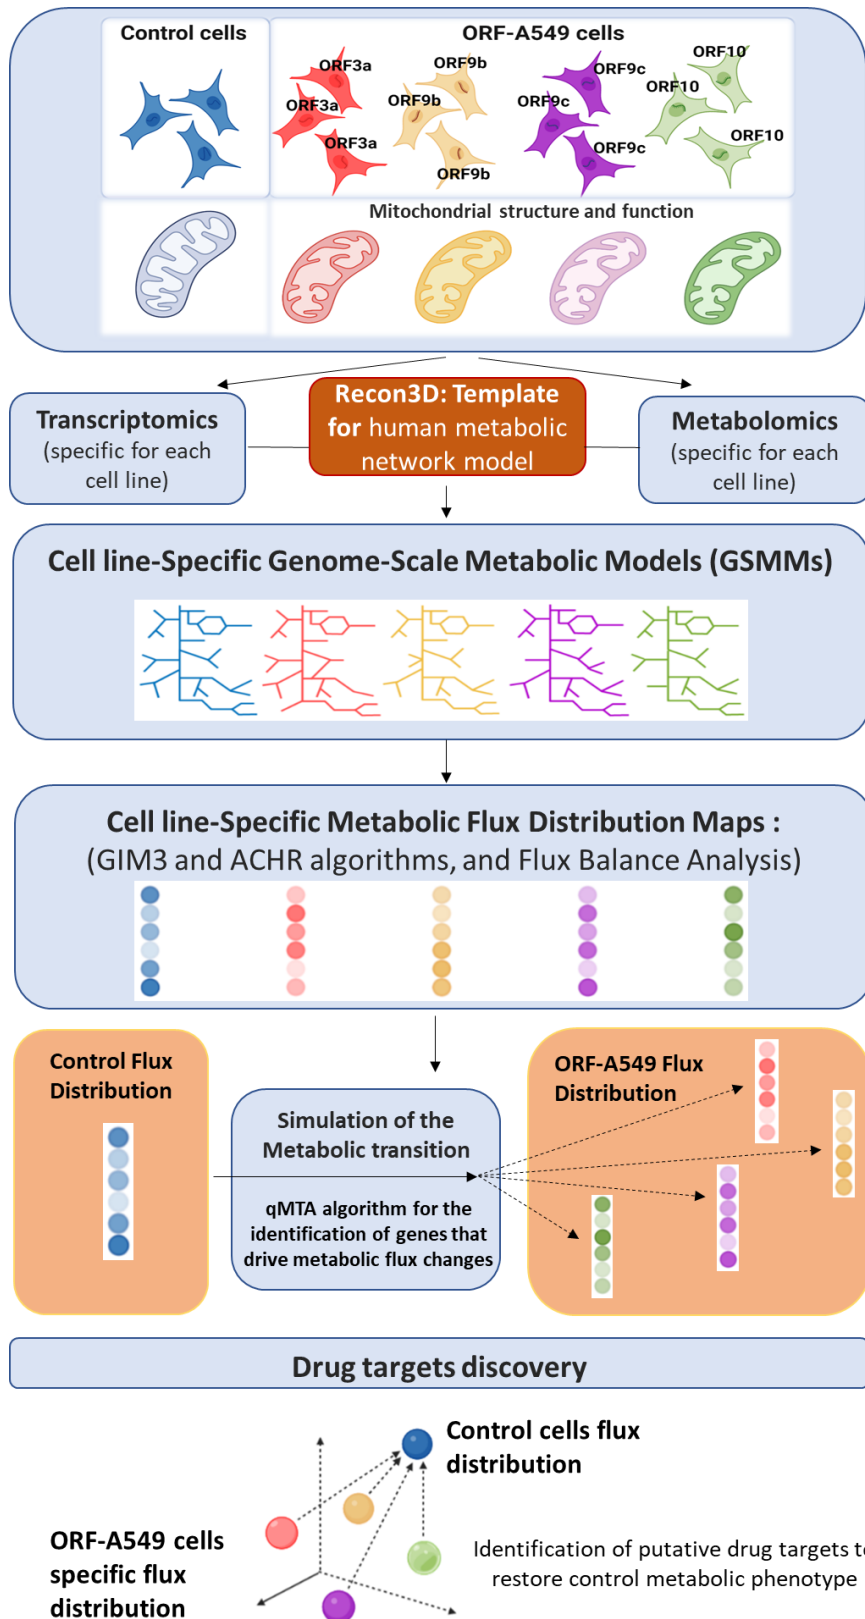 Control cells
ORF-A549 cells
ORF3a
ORF3a
ORF3a
ORF9b
ORF9b
ORF9b
ORF9c
ORF9c
ORF9c
ORF10
ORF10
ORF10
Mitochondrial structure and function
Transcriptomics
(specific for each
cell line)
Recon3D: Template
for human metabolic
network model
Metabolomics
(specific for each
cell line)
Cell line-Specific Genome-Scale Metabolic Models (GSMMs)
Cell line-Specific Metabolic Flux Distribution Maps :
(GIM3 and ACHR algorithms, and Flux Balance Analysis)
Control Flux
Distribution
Simulation of the
Metabolic transition
qMTA algorithm for the
identification of genes that
drive metabolic flux changes
ORF-A549 Flux
Distribution
Drug targets discovery
Control cells flux
distribution
ORF-A549 cells
specific flux
distribution
Identification of putative drug targets to
restore control metabolic phenotype